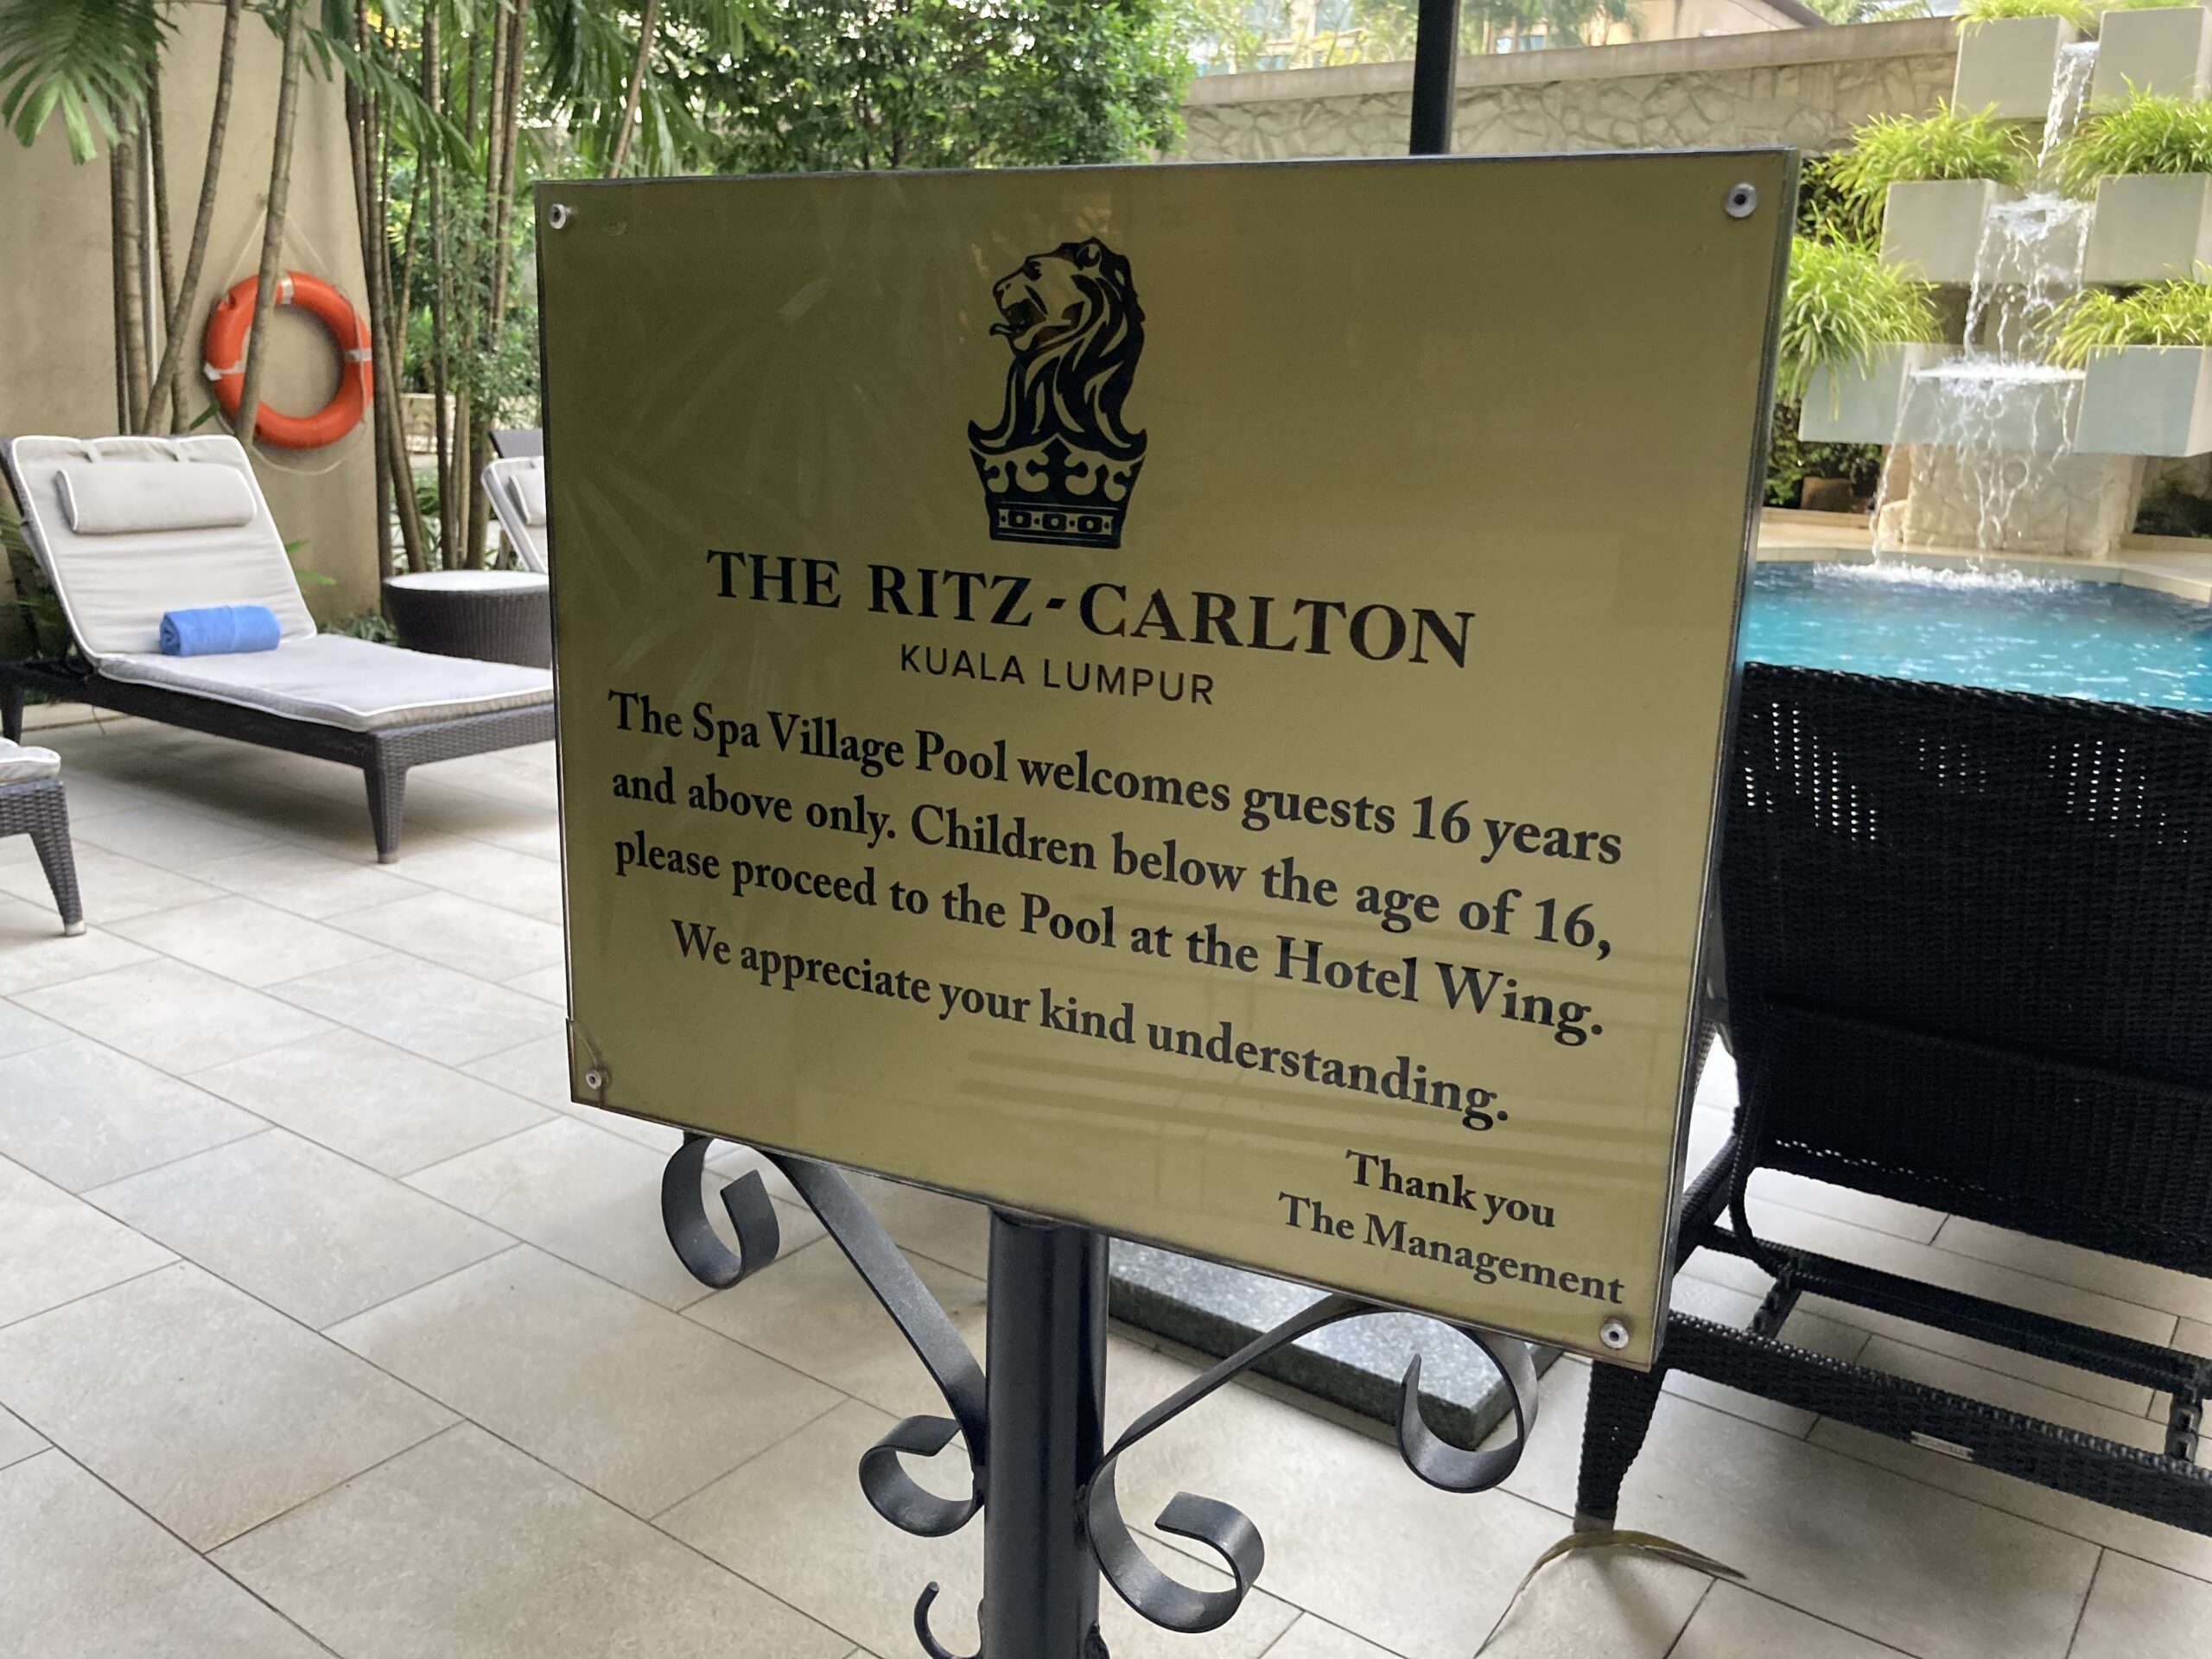 THE RITZ-CARLTON
KUALA LUMPUR
The Spa Village Pool welcomes guests 16 years
and above only. Children below the age of 16,
please proceed to the Pool at the Hotel Wing.
We appreciate your kind understanding.
Thank you
The Management